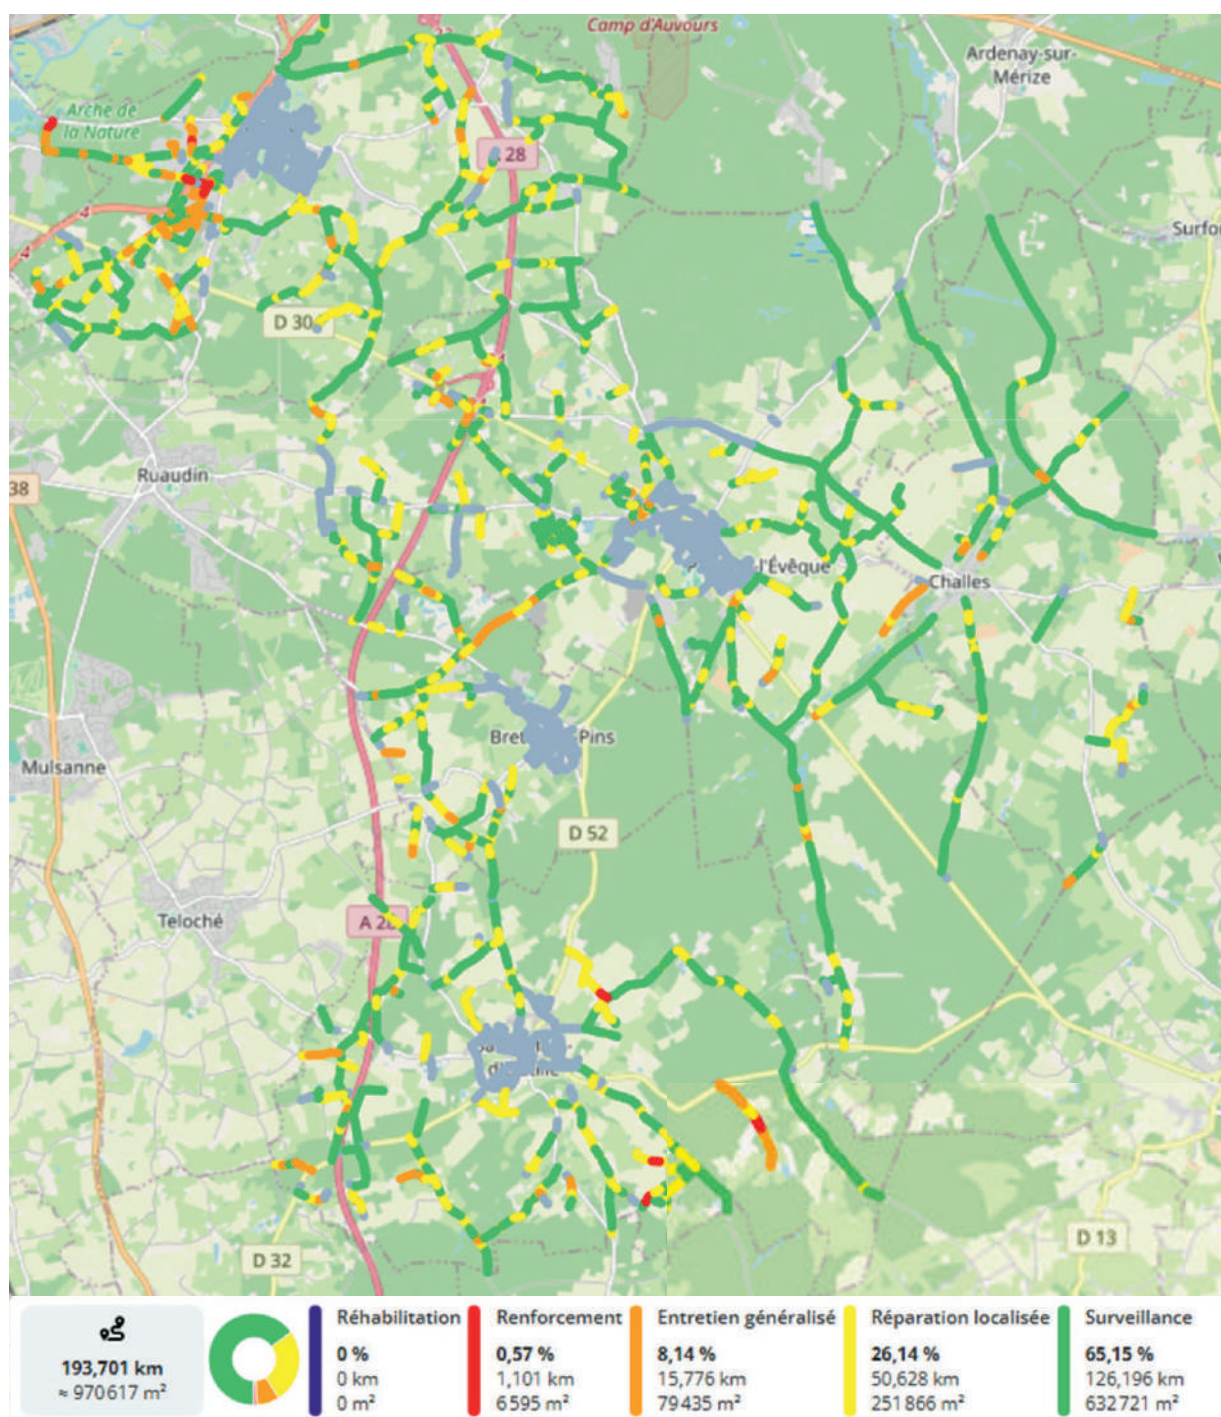 Camp d'Auvours
Ardenay-sur-
Mérize
Arche de
la Nature
28
4
4
Surfo
D 30
Ruaudin
38
l'Évêque
Challes
Bret
Pins
Mulsanne
D 52
Teloché
A 2
D 32
D 13
193,701 km
≈ 970617 m²
Réhabilitation
0 %
0 km
0 m²
Renforcement
0,57 %
1,101 km
6595 m²
Entretien généralisé
8,14 %
15,776 km
79435 m²
Réparation localisée
26,14 %
50,628 km
251866 m²
Surveillance
65,15 %
126,196 km
632721 m²